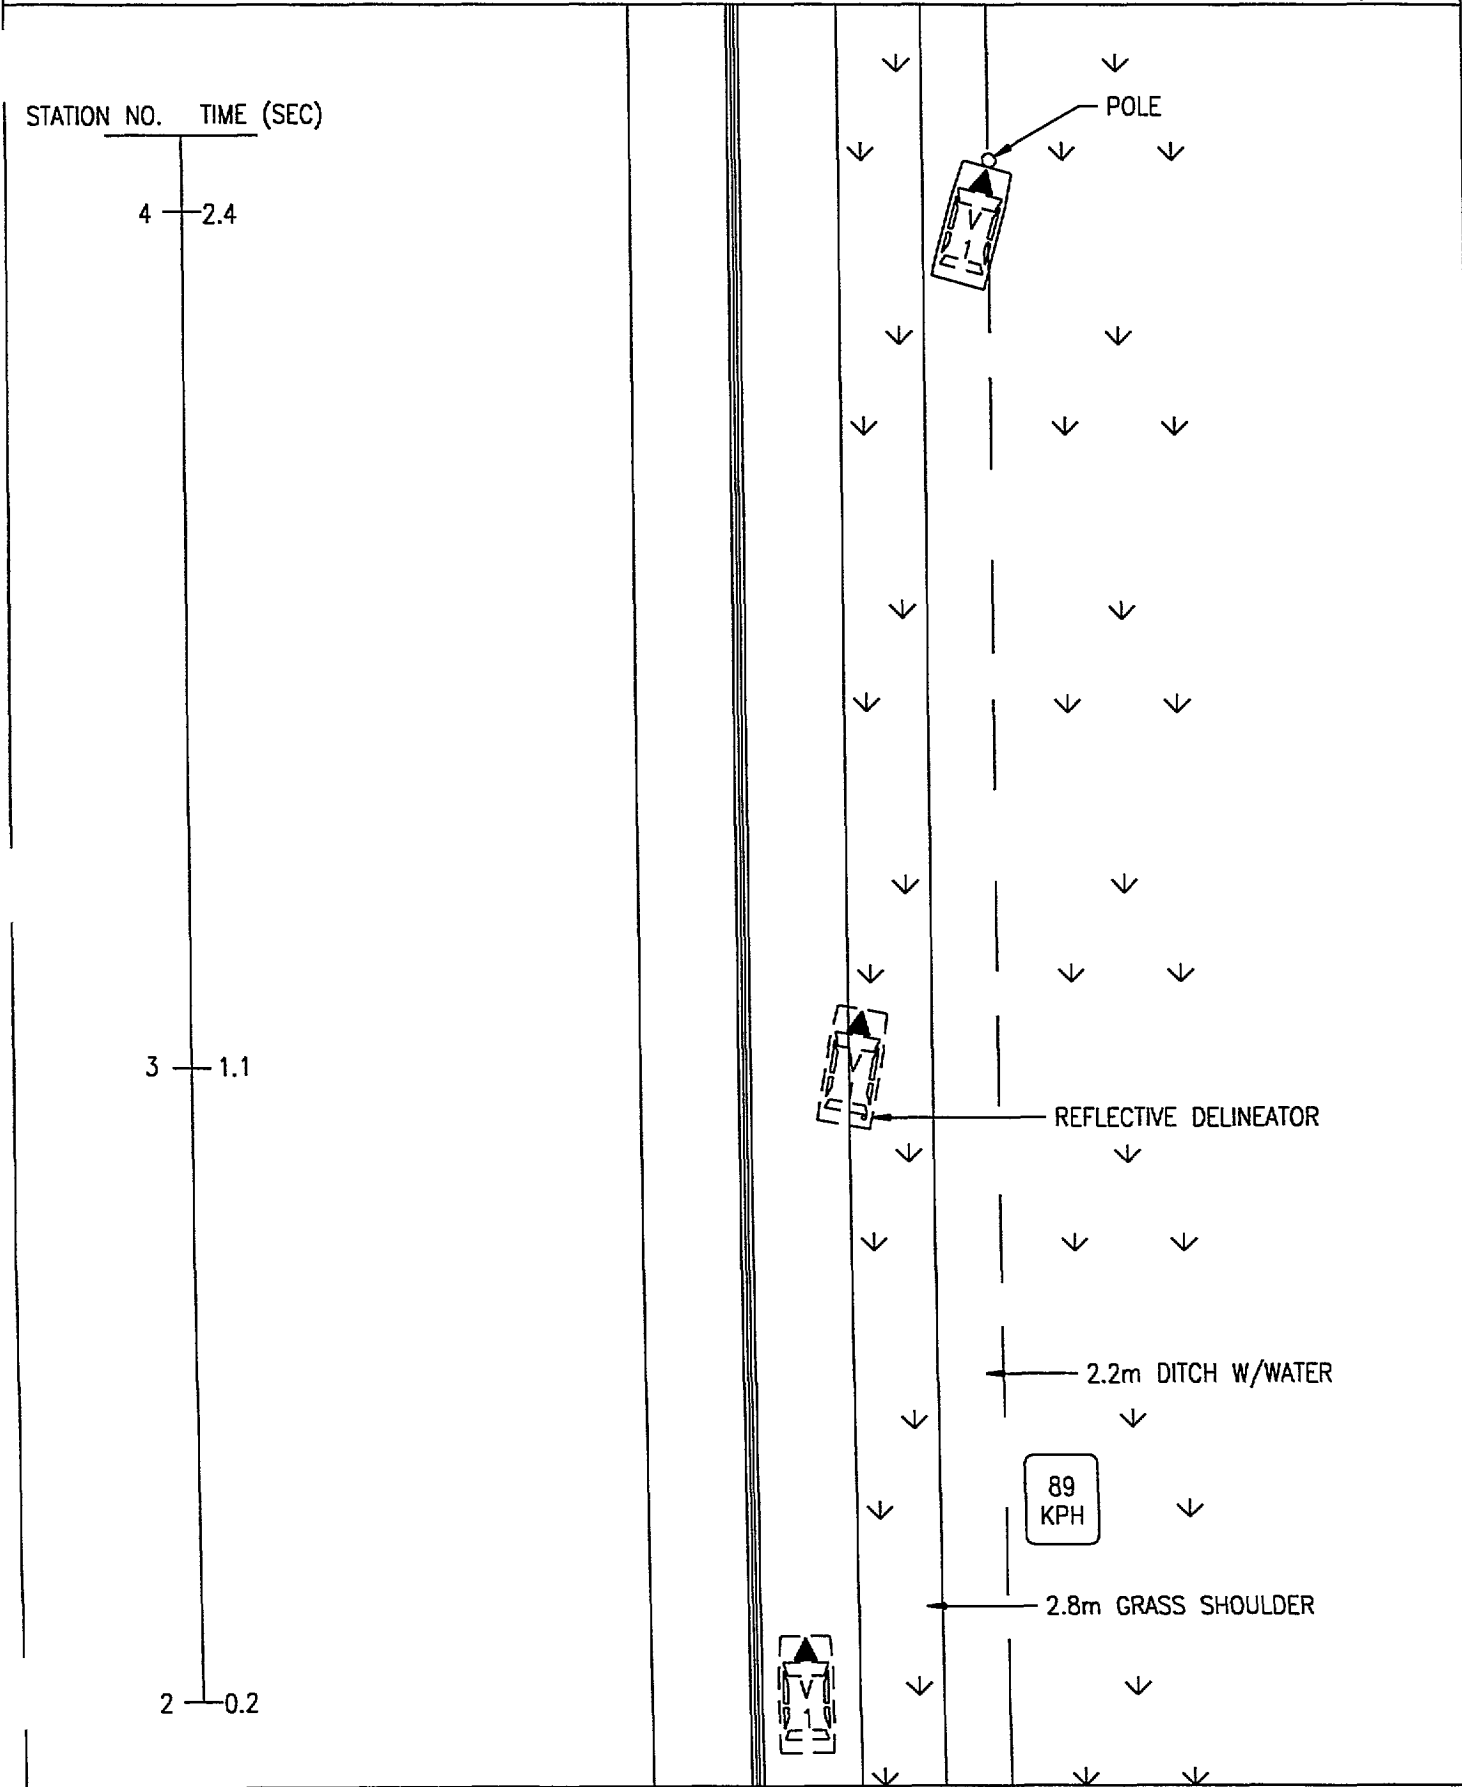 STATION NO. TIME (SEC)
POLE
4 2.4
V
1
3 1.1
V
REFLECTIVE DELINEATOR
2.2m DITCH W/WATER
89
KPH
2.8m GRASS SHOULDER
V
1
2 0.2